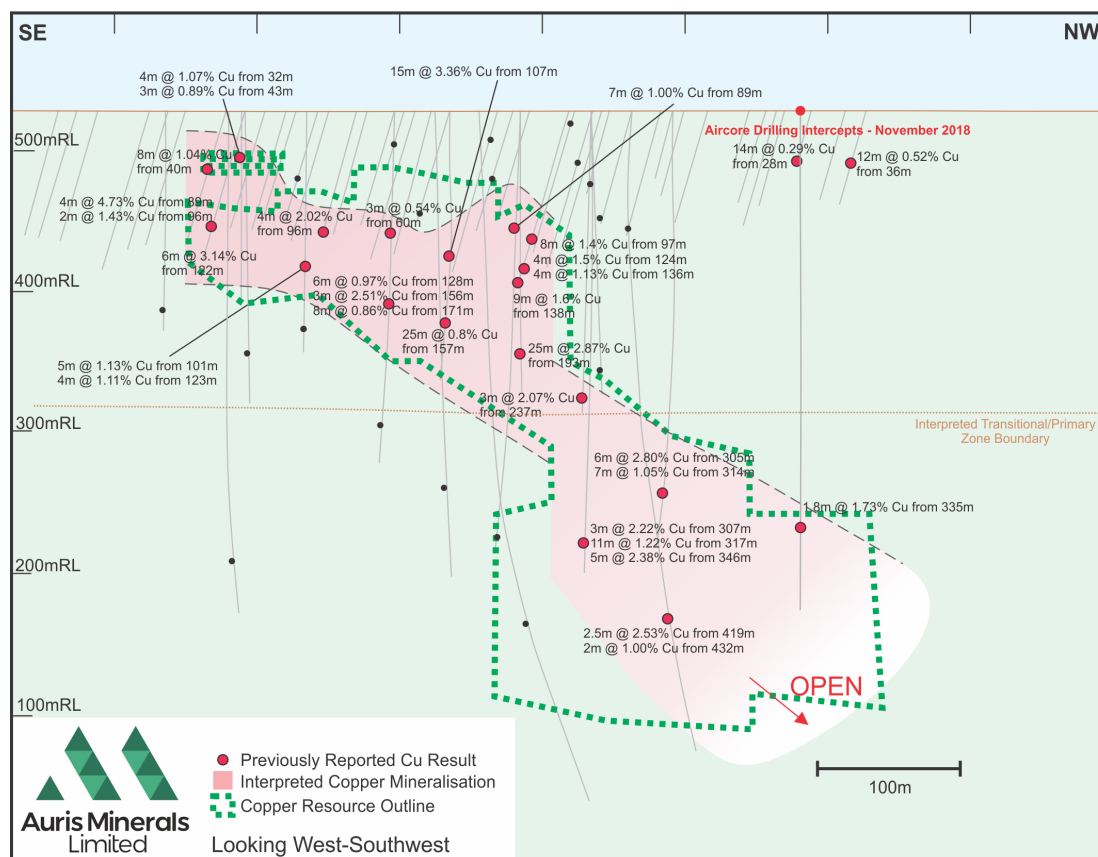 SE
NW
4m @ 1.07% Cu from 32m
3m @ 0.89% Cu from 43m
15m @ 3.36% Cu from 107m
7m @ 1.00% Cu from 89m
Aircore Drilling Intercepts - November 2018
500mRL
8m @ 1.04% Cu
from 40m
14m @ 0.29% Cu
from 28m
12m @ 0.52% Cu
from 36m
4m @ 4.73% Cu from 89m
2m @ 1.43% Cu from 96m
4m @ 2.02% Cu
from 96m
3m @ 0.54% Cu
from 60m
8m @ 1.4% Cu from 97m
4m @ 1.5% Cu from 124m
4m @ 1.13% Cu from 136m
6m @ 3.14% Cu
from 122m
400mRL
6m @ 0.97% Cu from 128m
3m @ 2.51% Cu from 156m
8m @ 0.86% Cu from 171m
9m @ 1.6% Cu
from 138m
25m @ 0.8% Cu
from 157m
25m @ 2.87% Cu
from 193m
5m @ 1.13% Cu from 101m
4m @ 1.11% Cu from 123m
3m @ 2.07% Cu
from 237m
300mRL
Interpreted Transitional/Primary
Zone Boundary
6m @ 2.80% Cu from 305m
7m @ 1.05% Cu from 314m
1.8m @ 1.73% Cu from 335m
3m @ 2.22% Cu from 307m
11m @ 1.22% Cu from 317m
5m @ 2.38% Cu from 346m
200mRL
2.5m @ 2.53% Cu from 419m
2m @ 1.00% Cu from 432m
OPEN
100mRL
100m
Previously Reported Cu Result
Interpreted Copper Mineralisation
Copper Resource Outline
Looking West-Southwest
Auris Minerals
Limited